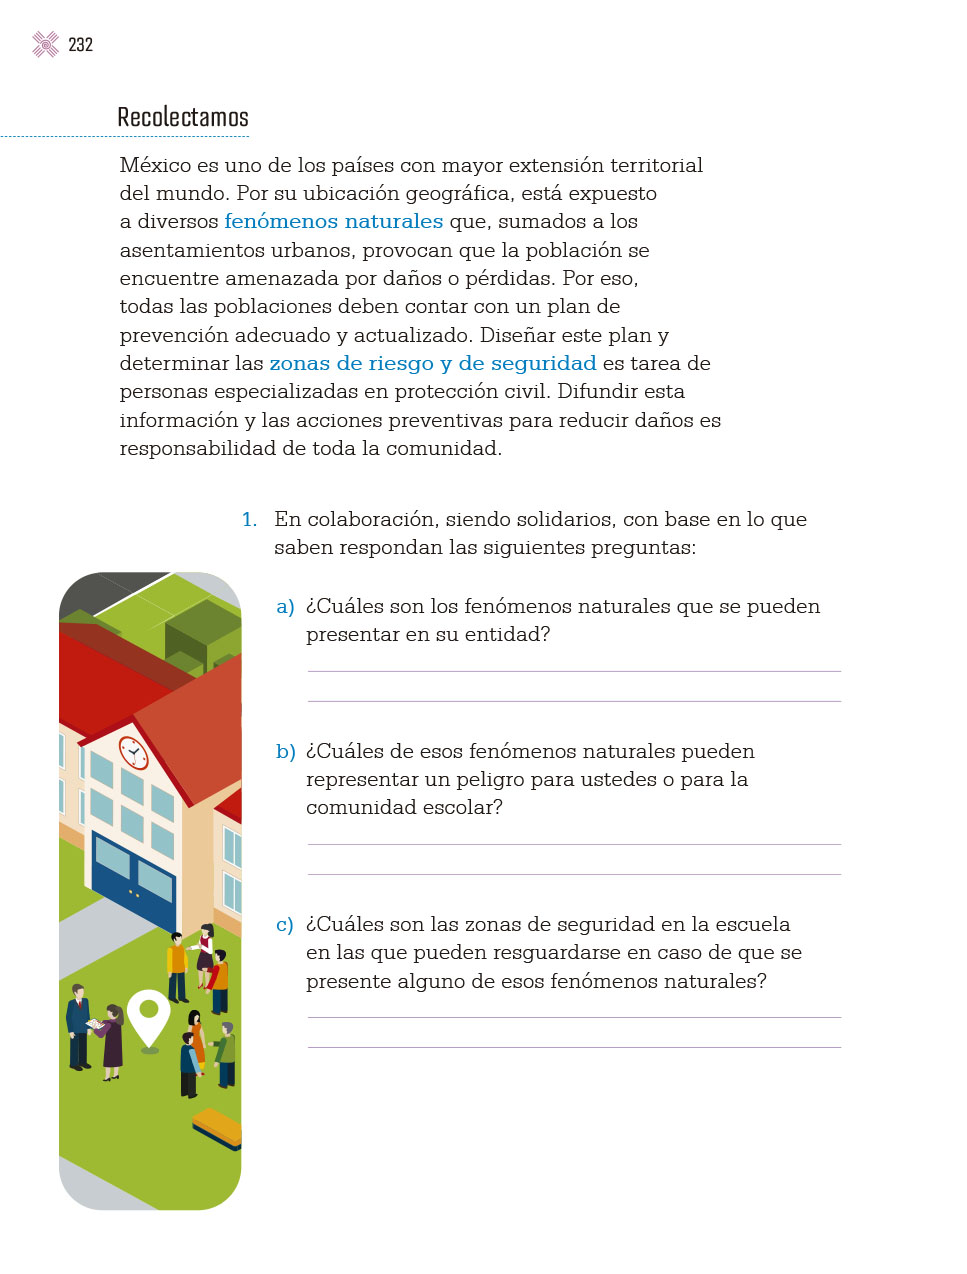 232
Recolectamos
México es uno de los países con mayor extensión territorial
del mundo. Por su ubicación geográfica, está expuesto
a diversos fenómenos naturales que, sumados a los
asentamientos urbanos, provocan que la población se
encuentre amenazada por daños o pérdidas. Por eso,
todas las poblaciones deben contar con un plan de
prevención adecuado y actualizado. Diseñar este plan y
determinar las zonas de riesgo y de seguridad es tarea de
personas especializadas en protección civil. Difundir esta
información y las acciones preventivas para reducir daños es
responsabilidad de toda la comunidad.
1. En colaboración, siendo solidarios, con base en lo que
saben respondan las siguientes preguntas:
a) ¿Cuáles son los fenómenos naturales que se pueden
presentar en su entidad?
b) ¿Cuáles de esos fenómenos naturales pueden
representar un peligro para ustedes o para la
comunidad escolar?
c) ¿Cuáles son las zonas de seguridad en la escuela
en las que pueden resguardarse en caso de que se
presente alguno de esos fenómenos naturales?